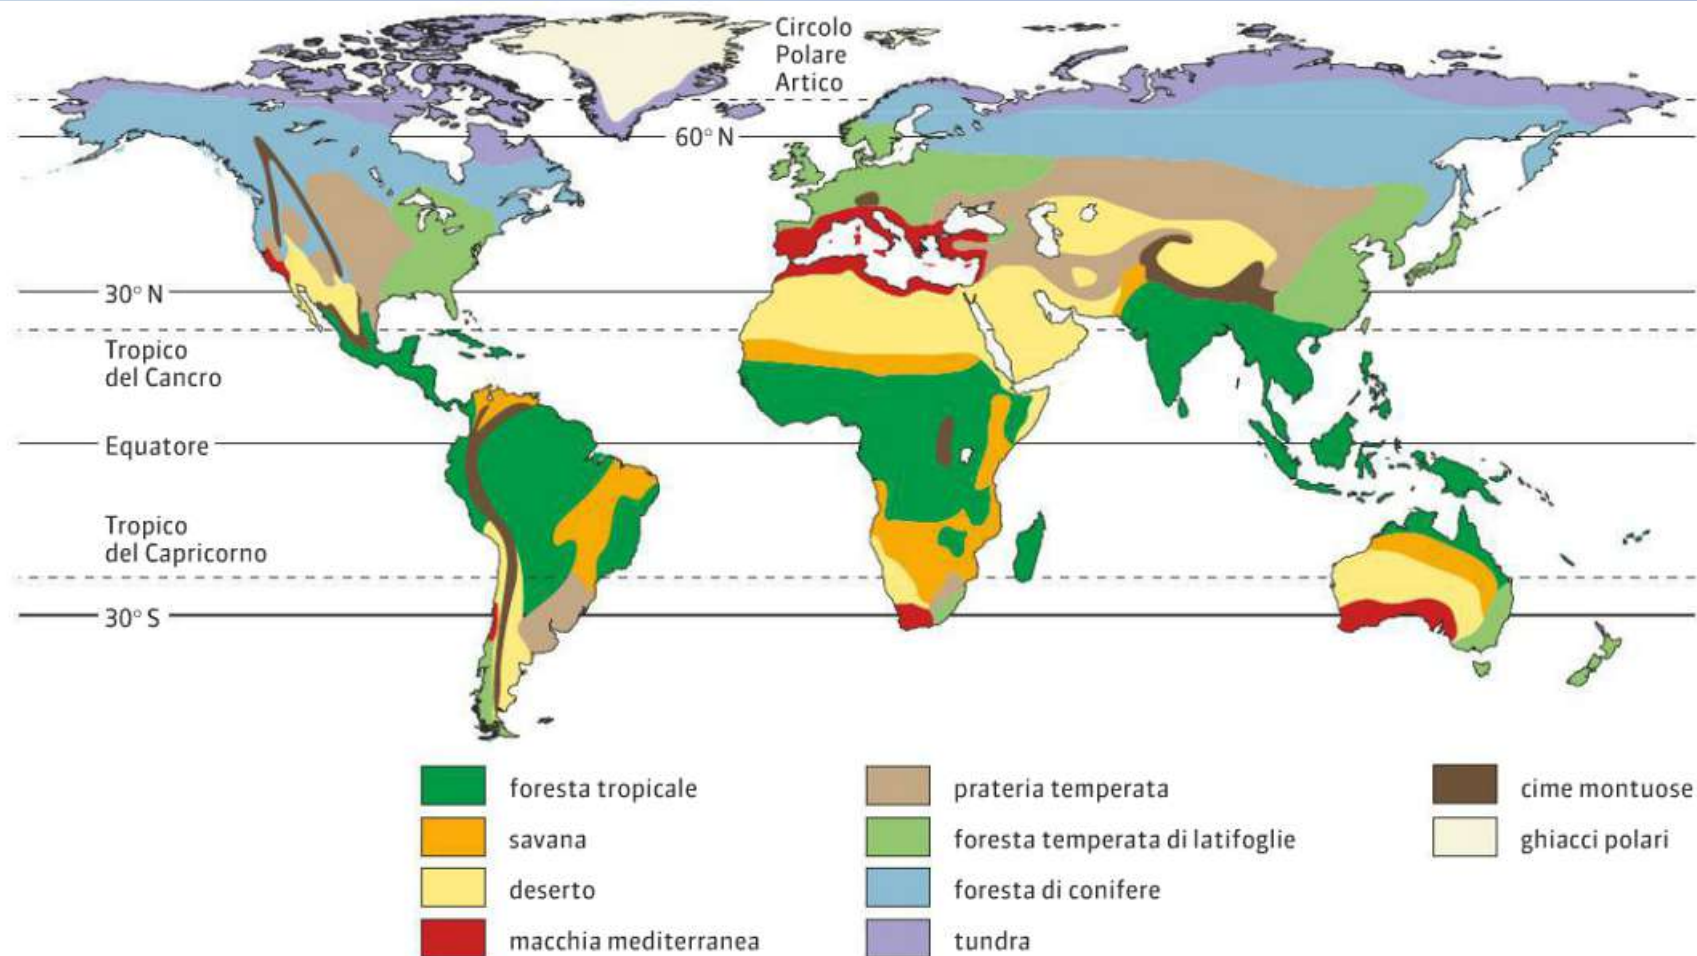 Circolo
Polare
Artico
60° N
30° N
Tropico
del Cancro
Equatore
Tropico
del Capricorno
30° S
foresta tropicale
savana
deserto
macchia mediterranea
prateria temperata
foresta temperata di latifoglie
foresta di conifere
tundra
cime montuose
ghiacci polari